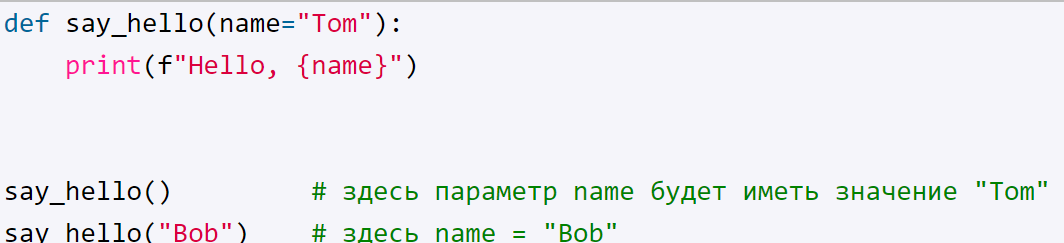 def say_hello(name="Tom"):
    print(f"Hello, {name}")
say_hello()         # здесь параметр name будет иметь значение "Tom"
say_hello("Bob")    # здесь name = "Bob"